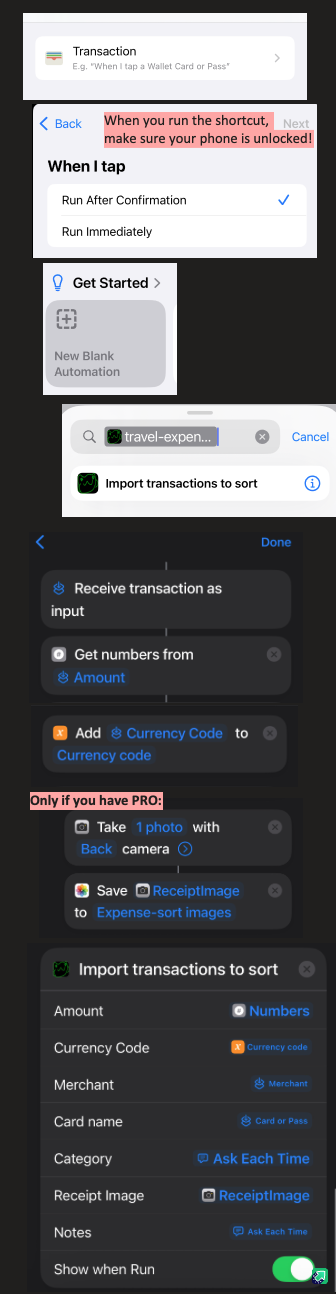 Transaction
E.g. "When I tap a Wallet Card or Pass"
Back
When you run the shortcut,
Next
make sure your phone is unlocked!
When I tap
Run After Confirmation
Run Immediately
Get Started
New Blank
Automation
travel-expen...
Cancel
Import transactions to sort
Done
Receive transaction as
input
Get numbers from
Amount
Add Currency Code to
Currency code
Only if you have PRO:
Take 1 photo with
Back camera
Save ReceiptImage
to Expense-sort images
Import transactions to sort
Amount Numbers
Currency Code Currency code
Merchant Merchant
Card name Card or Pass
Category Ask Each Time
Receipt Image ReceiptImage
Notes Ask Each Time
Show when Run